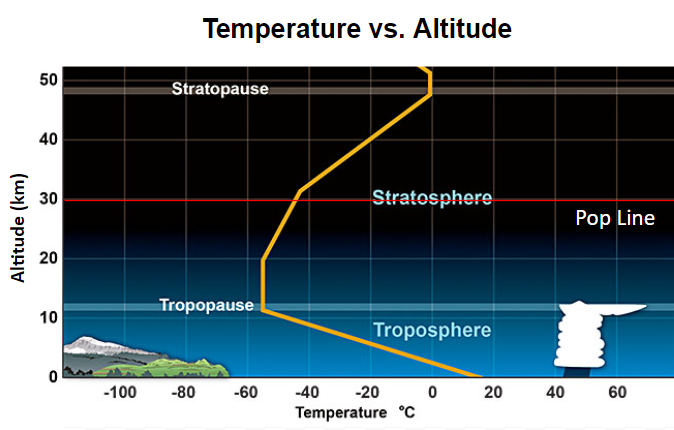 Temperature vs. Altitude
50
Stratopause
40
Altitude (km)
30
Stratosphere
Pop Line
20
Tropopause
10
Troposphere
0
-100 -80 -60 -40 -20 0 20 40 60
Temperature °C